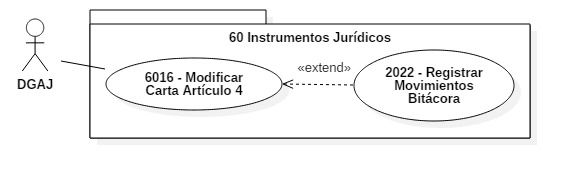 60 Instrumentos Jurídicos
DGAJ
6016 - Modificar
Carta Artículo 4
«extend»
2022 - Registrar
Movimientos
Bitácora